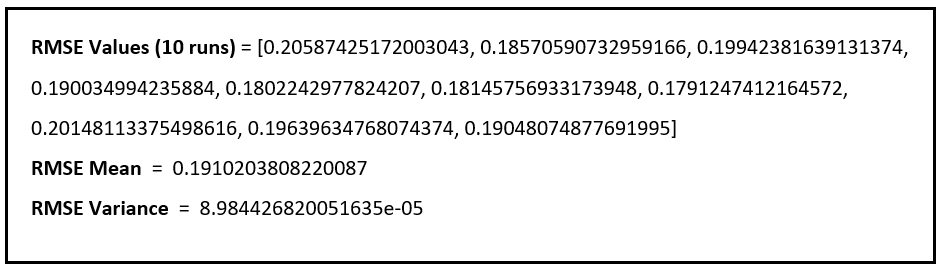 RMSE Values (10 runs) = [0.20587425172003043, 0.18570590732959166, 0.19942381639131374,
0.190034994235884, 0.1802242977824207, 0.18145756933173948, 0.1791247412164572,
0.20148113375498616, 0.19639634768074374, 0.19048074877691995]
RMSE Mean = 0.1910203808220087
RMSE Variance = 8.984426820051635e-05